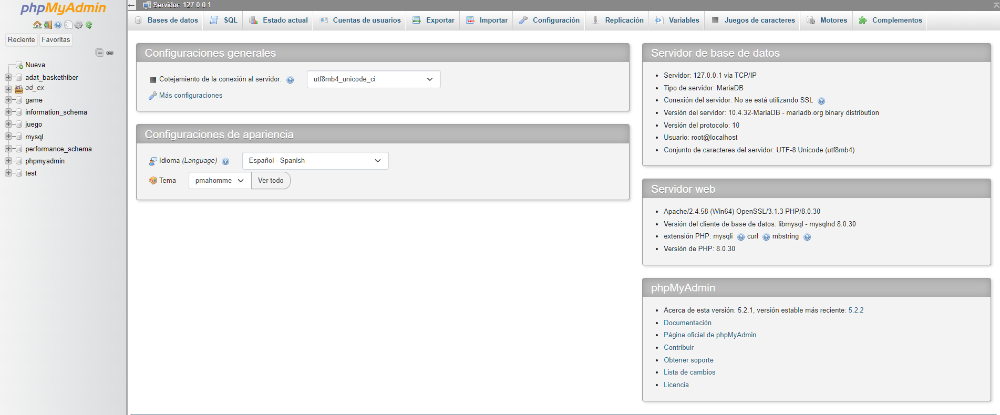 phpMyAdmin
Reciente Favoritas
Nueva
adat_baskethiber
ad_ex
game
information_schema
juego
mysql
performance_schema
phpmyadmin
test
Servidor: 127.0.0.1
Bases de datos SQL Estado actual Cuentas de usuarios Exportar Importar Configuración Replicación Variables Juegos de caracteres Motores Complementos
Configuraciones generales
Cotejamiento de la conexión al servidor: utf8mb4_unicode_ci
Más configuraciones
Configuraciones de apariencia
Idioma (Language) Español - Spanish
Tema pmahomme Ver todo
Servidor de base de datos
Servidor: 127.0.0.1 via TCP/IP
Tipo de servidor: MariaDB
Conexión del servidor: No se está utilizando SSL
Versión del servidor: 10.4.32-MariaDB - mariadb.org binary distribution
Versión del protocolo: 10
Usuario: root@localhost
Conjunto de caracteres del servidor: UTF-8 Unicode (utf8mb4)
Servidor web
Apache/2.4.58 (Win64) OpenSSL/3.1.3 PHP/8.0.30
Versión del cliente de base de datos: libmysql - mysqlnd 8.0.30
extensión PHP: mysqli curl mbstring
Versión de PHP: 8.0.30
phpMyAdmin
Acerca de esta versión: 5.2.1, versión estable más reciente: 5.2.2
Documentación
Página oficial de phpMyAdmin
Contribuir
Obtener soporte
Lista de cambios
Licencia